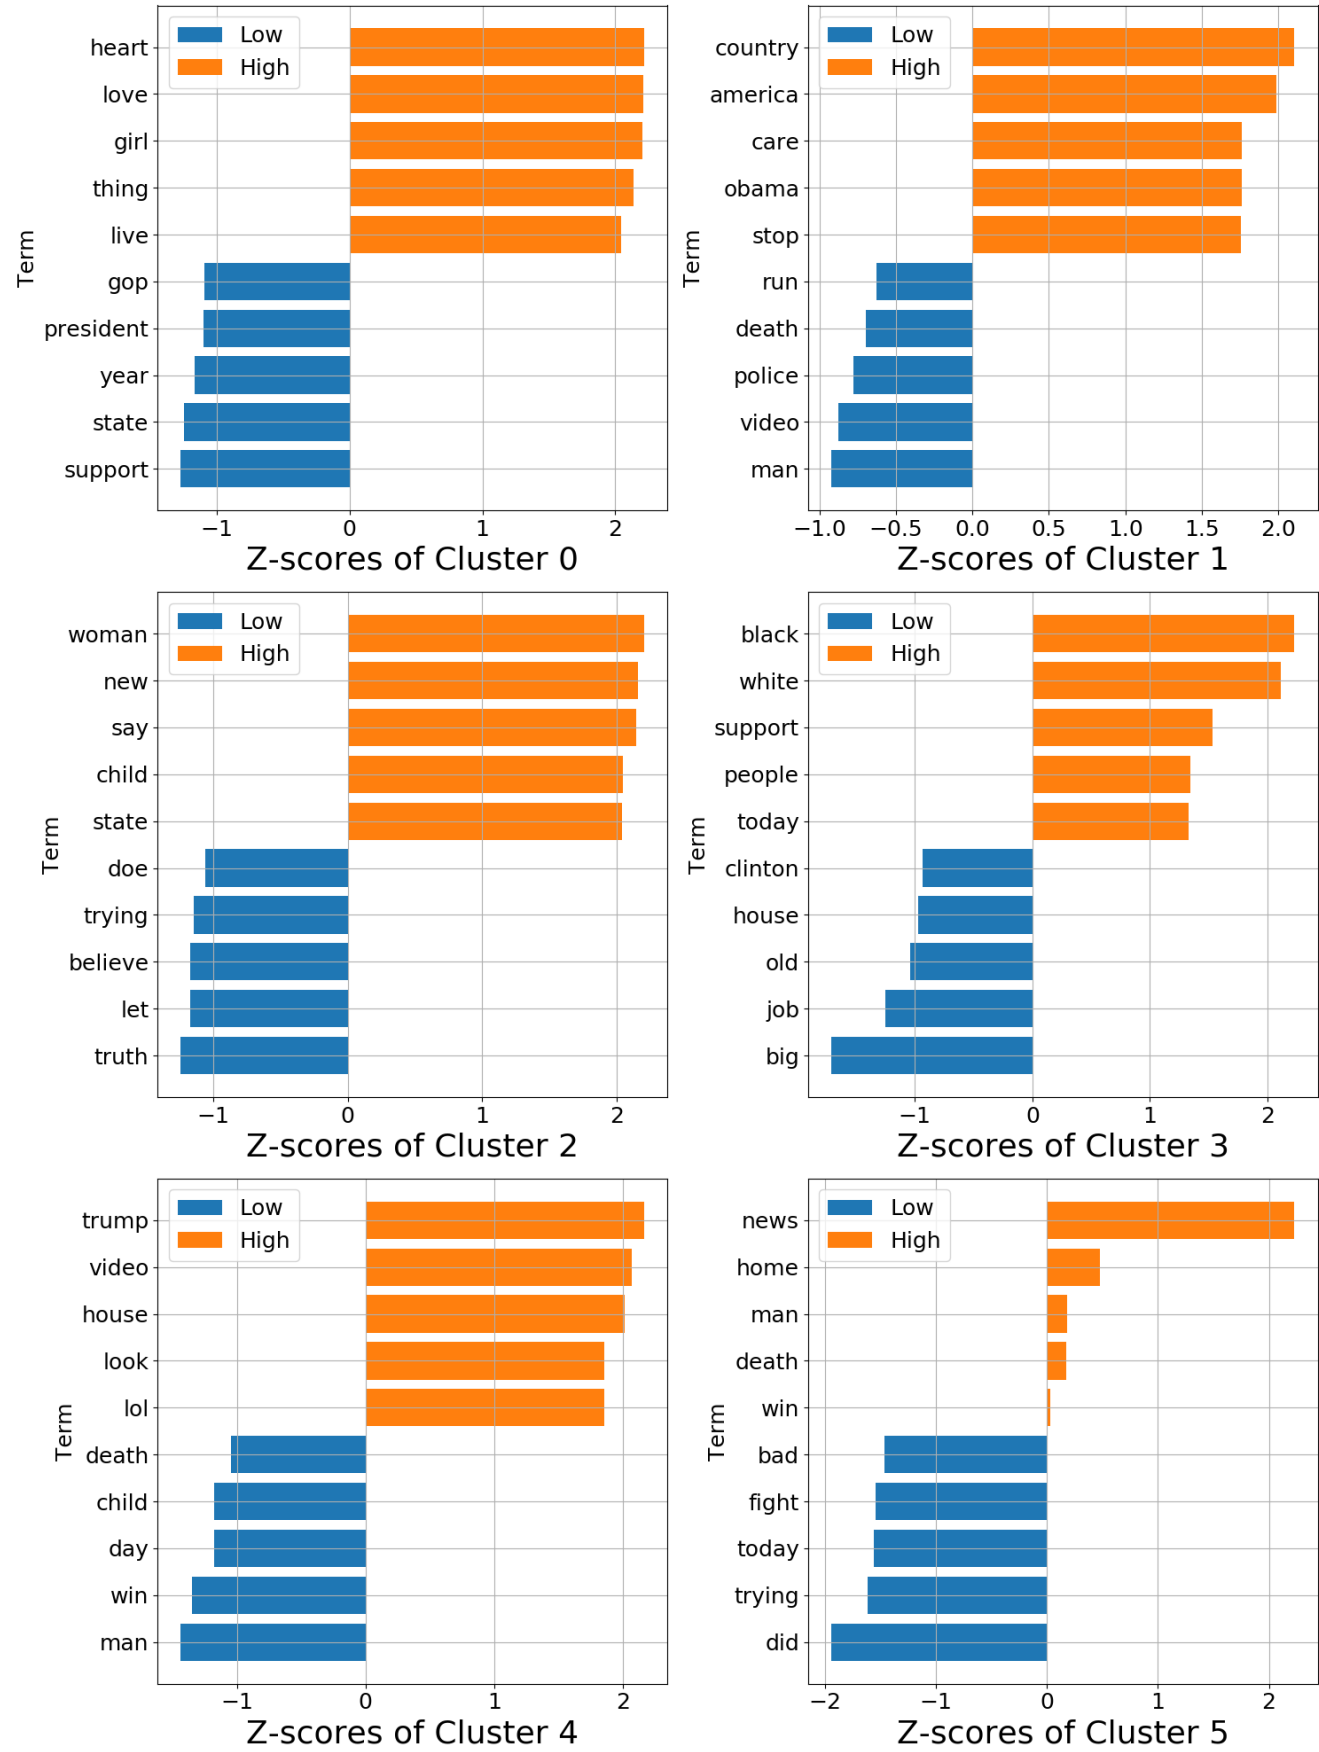 Low
High
heart
love
girl
thing
live
gop
president
year
state
support
Term
−1 0 1 2
Z-scores of Cluster 0
Low
High
country
america
care
obama
stop
run
death
police
video
man
Term
−1.0 −0.5 0.0 0.5 1.0 1.5 2.0
Z-scores of Cluster 1
Low
High
woman
new
say
child
state
doe
trying
believe
let
truth
Term
−1 0 1 2
Z-scores of Cluster 2
Low
High
black
white
support
people
today
clinton
house
old
job
big
Term
−1 0 1 2
Z-scores of Cluster 3
Low
High
trump
video
house
look
lol
death
child
day
win
man
Term
−1 0 1 2
Z-scores of Cluster 4
Low
High
news
home
man
death
win
bad
fight
today
trying
did
Term
−2 −1 0 1 2
Z-scores of Cluster 5